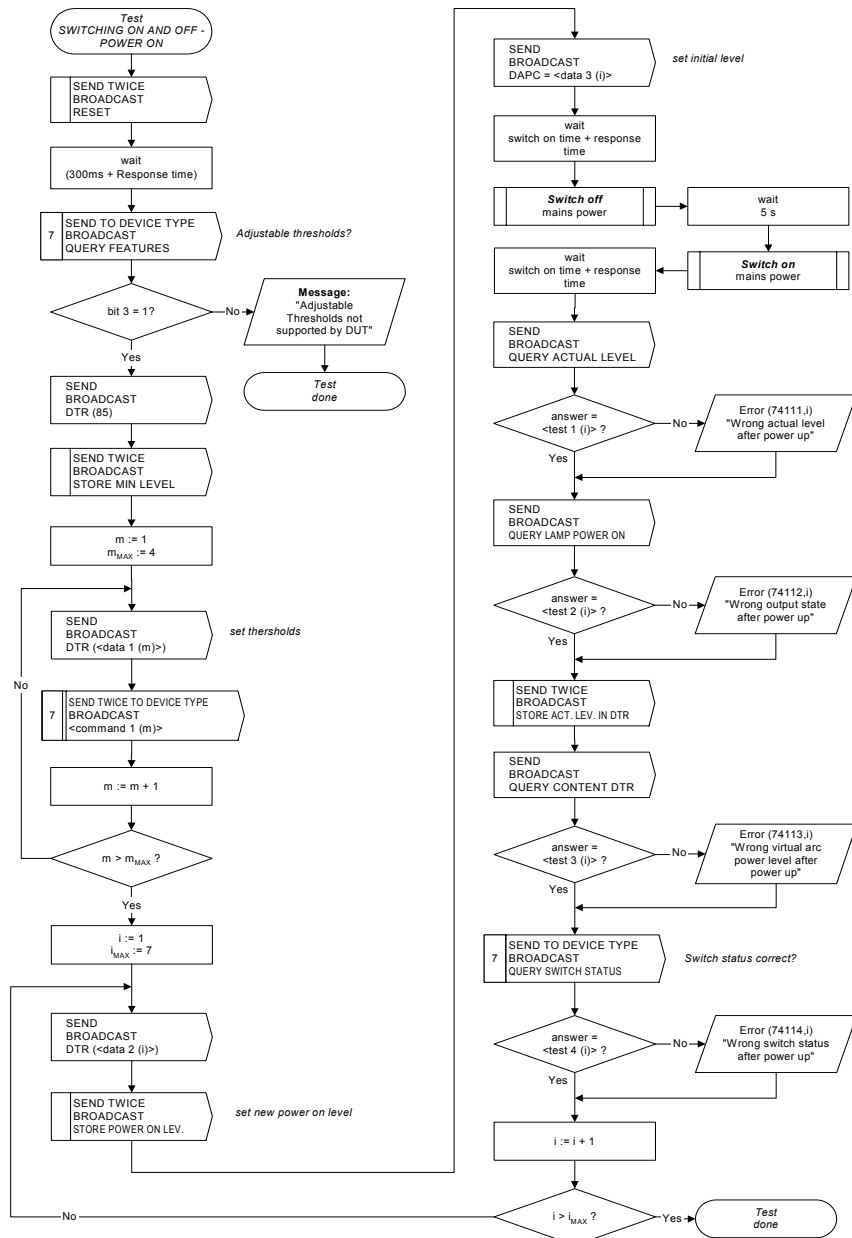 Test
SWITCHING ON AND OFF -
POWER ON
SEND TWICE
BROADCAST
RESET
wait
(300ms + Response time)
7
SEND TO DEVICE TYPE
BROADCAST
QUERY FEATURES
Adjustable thresholds?
bit 3 = 1?
No
Message:
"Adjustable
Thresholds not
supported by DUT"
Test
done
Yes
SEND
BROADCAST
DTR (85)
SEND TWICE
BROADCAST
STORE MIN LEVEL
m := 1
mMAX := 4
SEND
BROADCAST
DTR (<data 1 (m)>)
set thersholds
No
7
SEND TWICE TO DEVICE TYPE
BROADCAST
<command 1 (m)>
m := m + 1
m > mMAX ?
Yes
i := 1
iMAX := 7
SEND
BROADCAST
DTR (<data 2 (i)>)
SEND TWICE
BROADCAST
STORE POWER ON LEV.
set new power on level
SEND
BROADCAST
DAPC = <data 3 (i)>
set initial level
wait
switch on time + response
time
Switch off
mains power
wait
5 s
Switch on
mains power
wait
switch on time + response
time
SEND
BROADCAST
QUERY ACTUAL LEVEL
answer =
<test 1 (i)> ?
No
Error (74111,i)
"Wrong actual level
after power up"
Yes
SEND
BROADCAST
QUERY LAMP POWER ON
answer =
<test 2 (i)> ?
No
Error (74112,i)
"Wrong output state
after power up"
Yes
SEND TWICE
BROADCAST
STORE ACT. LEV. IN DTR
SEND
BROADCAST
QUERY CONTENT DTR
answer =
<test 3 (i)> ?
No
Error (74113,i)
"Wrong virtual arc
power level after
power up"
Yes
7
SEND TO DEVICE TYPE
BROADCAST
QUERY SWITCH STATUS
Switch status correct?
answer =
<test 4 (i)> ?
No
Error (74114,i)
"Wrong switch status
after power up"
Yes
i := i + 1
i > iMAX ?
No
Yes
Test
done